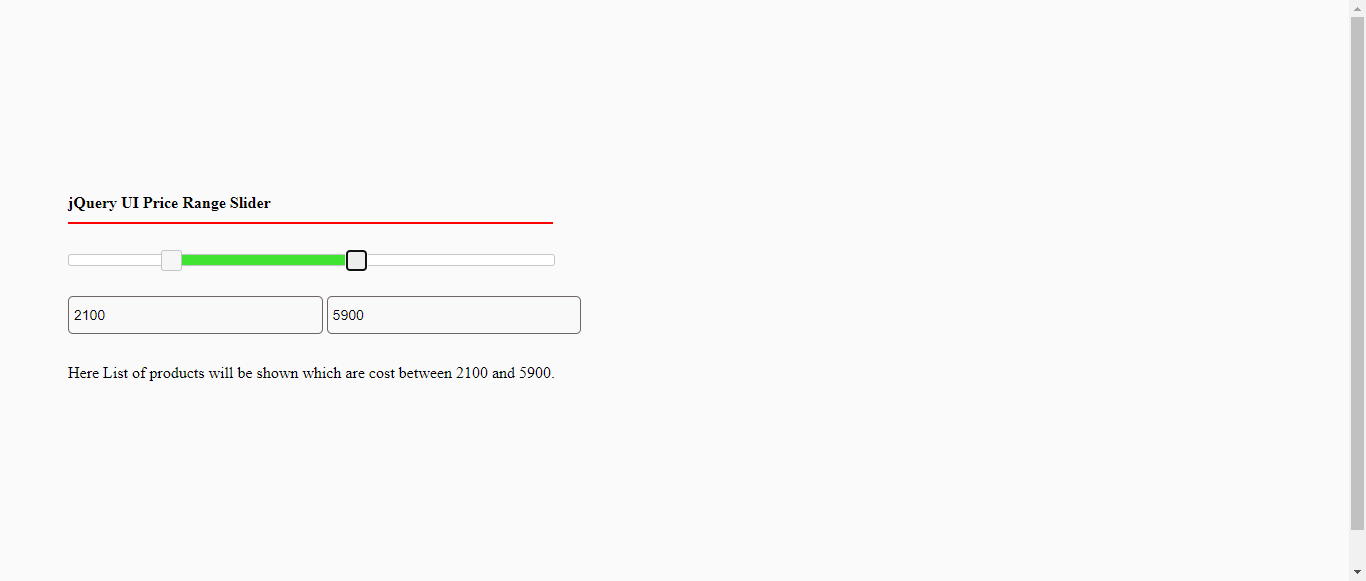 jQuery UI Price Range Slider
2100 5900
Here List of products will be shown which are cost between 2100 and 5900.